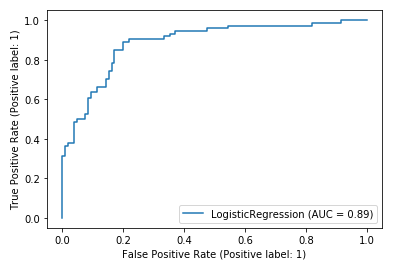 1.0
0.8
0.6
0.4
0.2
0.0
True Positive Rate (Positive label: 1)
LogisticRegression (AUC = 0.89)
0.0 0.2 0.4 0.6 0.8 1.0
False Positive Rate (Positive label: 1)